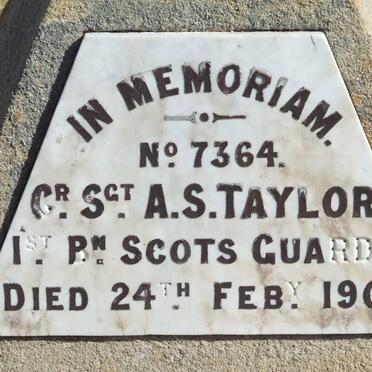 IN MEMORIAM.
No 7364.
Cr Sgt A.S. TAYLOR
1st Bn SCOTS GUARD
DIED 24TH FEBY 190